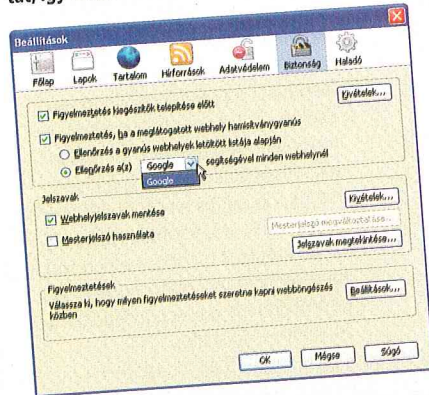 Beállítások
Főlap Lapok Tartalom Hírforrások Adatvédelem Biztonság Haladó
Figyelmeztetés kiegészítők telepítése előtt
Kivételek...
Figyelmeztetés, ha a meglátogatott webhely hamisítványgyanús
Ellenőrzés a gyanús webhelyek letöltött listája alapján
Ellenőrzés a(z) Google segítségével minden webhelynél
Google
Jelszavak
Webhelyjelszavak mentése
Kivételek...
Mesterjelszó használata
Mesterjelszó megváltoztatása...
Jelszavak megtekintése...
Figyelmeztetések
Válassza ki, hogy milyen figyelmeztetéseket szeretne kapni webböngészés
közben
Beállítások...
OK Mégse Súgó